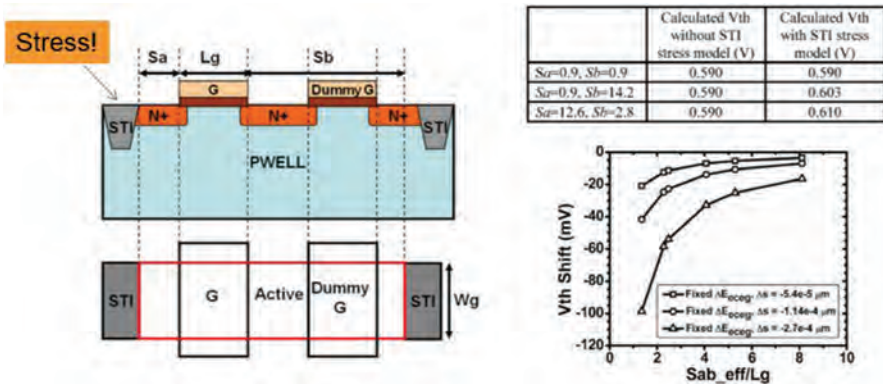 Stress!
Sa Lg Sb
G Dummy G
STI N+ N+ N+ STI
PWELL
STI G Active Dummy G STI Wg
Calculated Vth without STI stress model (V)
Calculated Vth with STI stress model (V)
Sa=0.9, Sb=0.9 0.590 0.590
Sa=0.9, Sb=14.2 0.590 0.603
Sa=12.6, Sb=2.8 0.590 0.610
Vth Shift (mV)
0
-20
-40
-60
-80
-100
-120
Fixed ΔEeceg, Δs = -5.4e-5 μm
Fixed ΔEeceg, Δs = -1.14e-4 μm
Fixed ΔEeceg, Δs = -2.7e-4 μm
0 2 4 6 8 10
Sab_eff/Lg